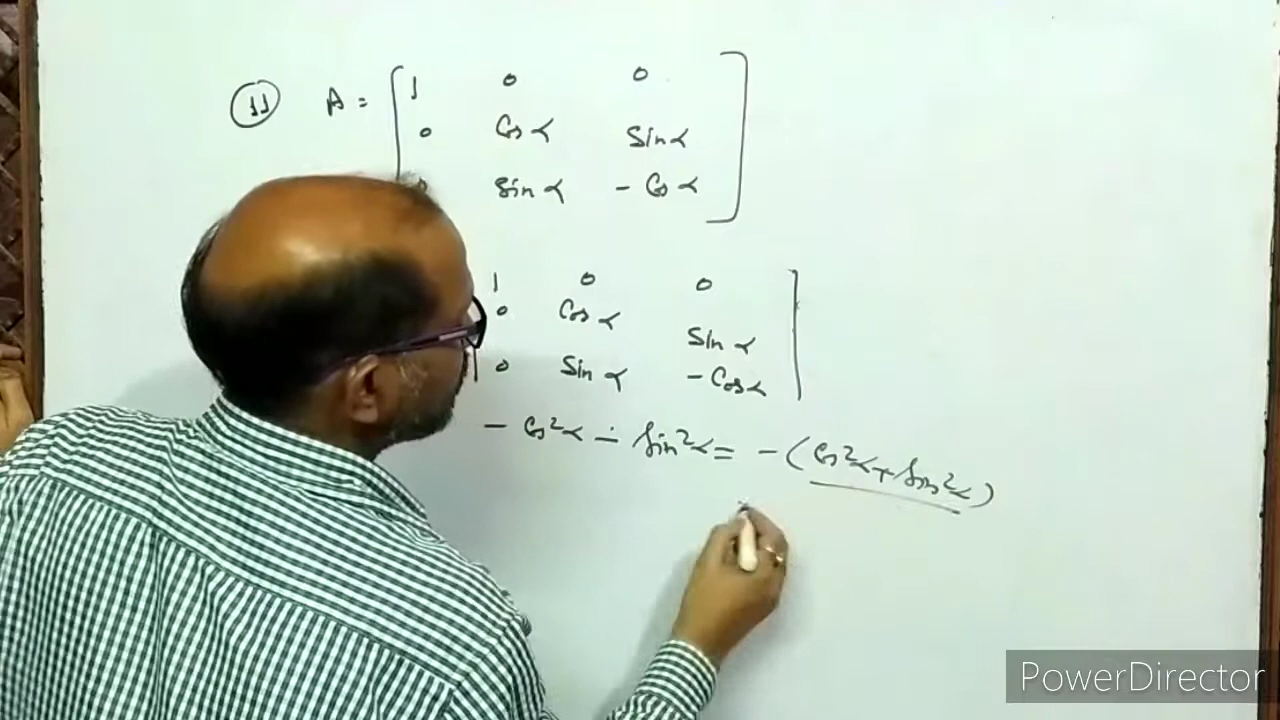 11 A = 1 0 0
0 Cos α Sin α
Sin α - Cos α
1 0 0
0 Cos α Sin α
0 Sin α - Cos α
- Cos²α - Sin²α = - (Cos²α + Sin²α)
PowerDirector